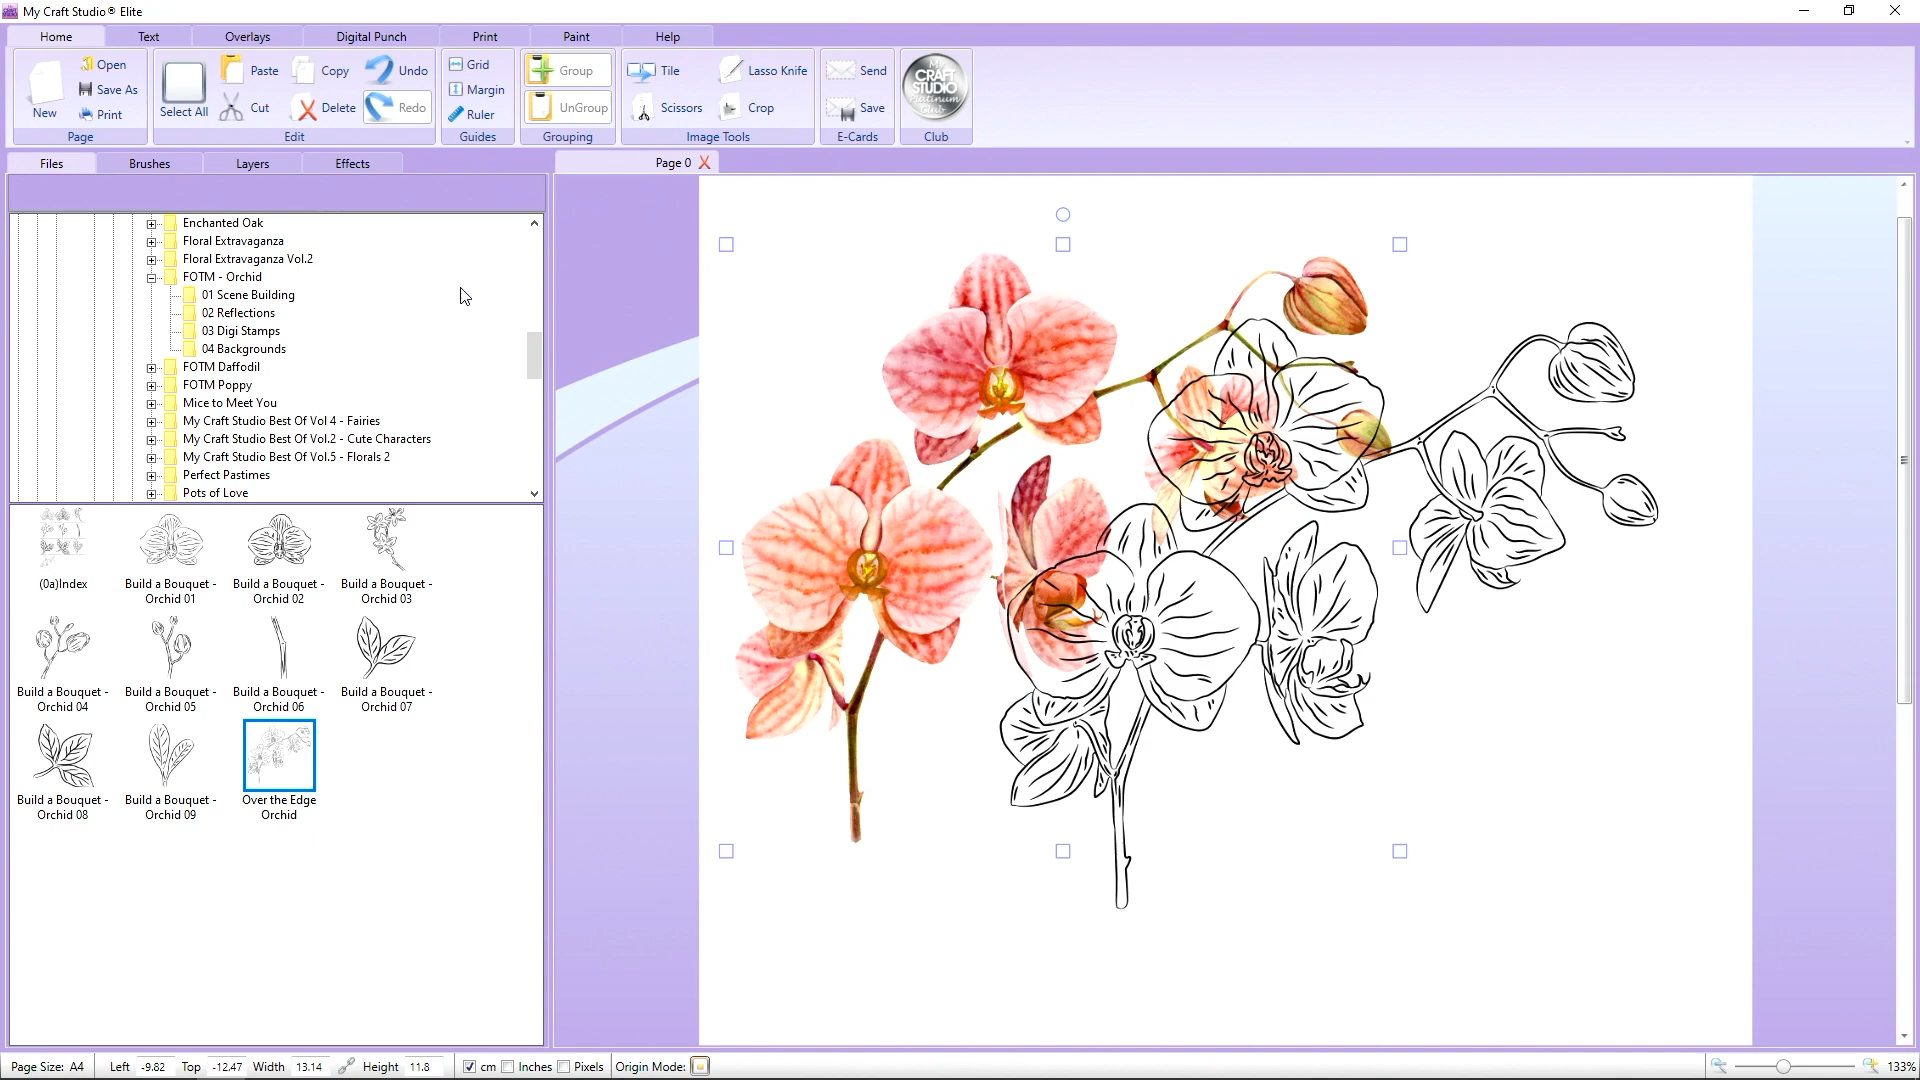 My Craft Studio® Elite
Home
Text
Overlays
Digital Punch
Print
Paint
Help
New
Open
Save As
Print
Page
Select All
Paste
Cut
Copy
Delete
Undo
Redo
Edit
Grid
Margin
Ruler
Guides
Group
UnGroup
Grouping
Tile
Scissors
Lasso Knife
Crop
Image Tools
Send
Save
E-Cards
MY
CRAFT
STUDIO
Platinum
Club
Club
Files
Brushes
Layers
Effects
Page 0
Enchanted Oak
Floral Extravaganza
Floral Extravaganza Vol.2
FOTM - Orchid
01 Scene Building
02 Reflections
03 Digi Stamps
04 Backgrounds
FOTM Daffodil
FOTM Poppy
Mice to Meet You
My Craft Studio Best Of Vol 4 - Fairies
My Craft Studio Best Of Vol.2 - Cute Characters
My Craft Studio Best Of Vol.5 - Florals 2
Perfect Pastimes
Pots of Love
(0a)Index
Build a Bouquet -
Orchid 01
Build a Bouquet -
Orchid 02
Build a Bouquet -
Orchid 03
Build a Bouquet -
Orchid 04
Build a Bouquet -
Orchid 05
Build a Bouquet -
Orchid 06
Build a Bouquet -
Orchid 07
Build a Bouquet -
Orchid 08
Build a Bouquet -
Orchid 09
Over the Edge
Orchid
Page Size: A4
Left -9.82 Top -12.47 Width 13.14 Height 11.8
cm Inches Pixels
Origin Mode:
133%